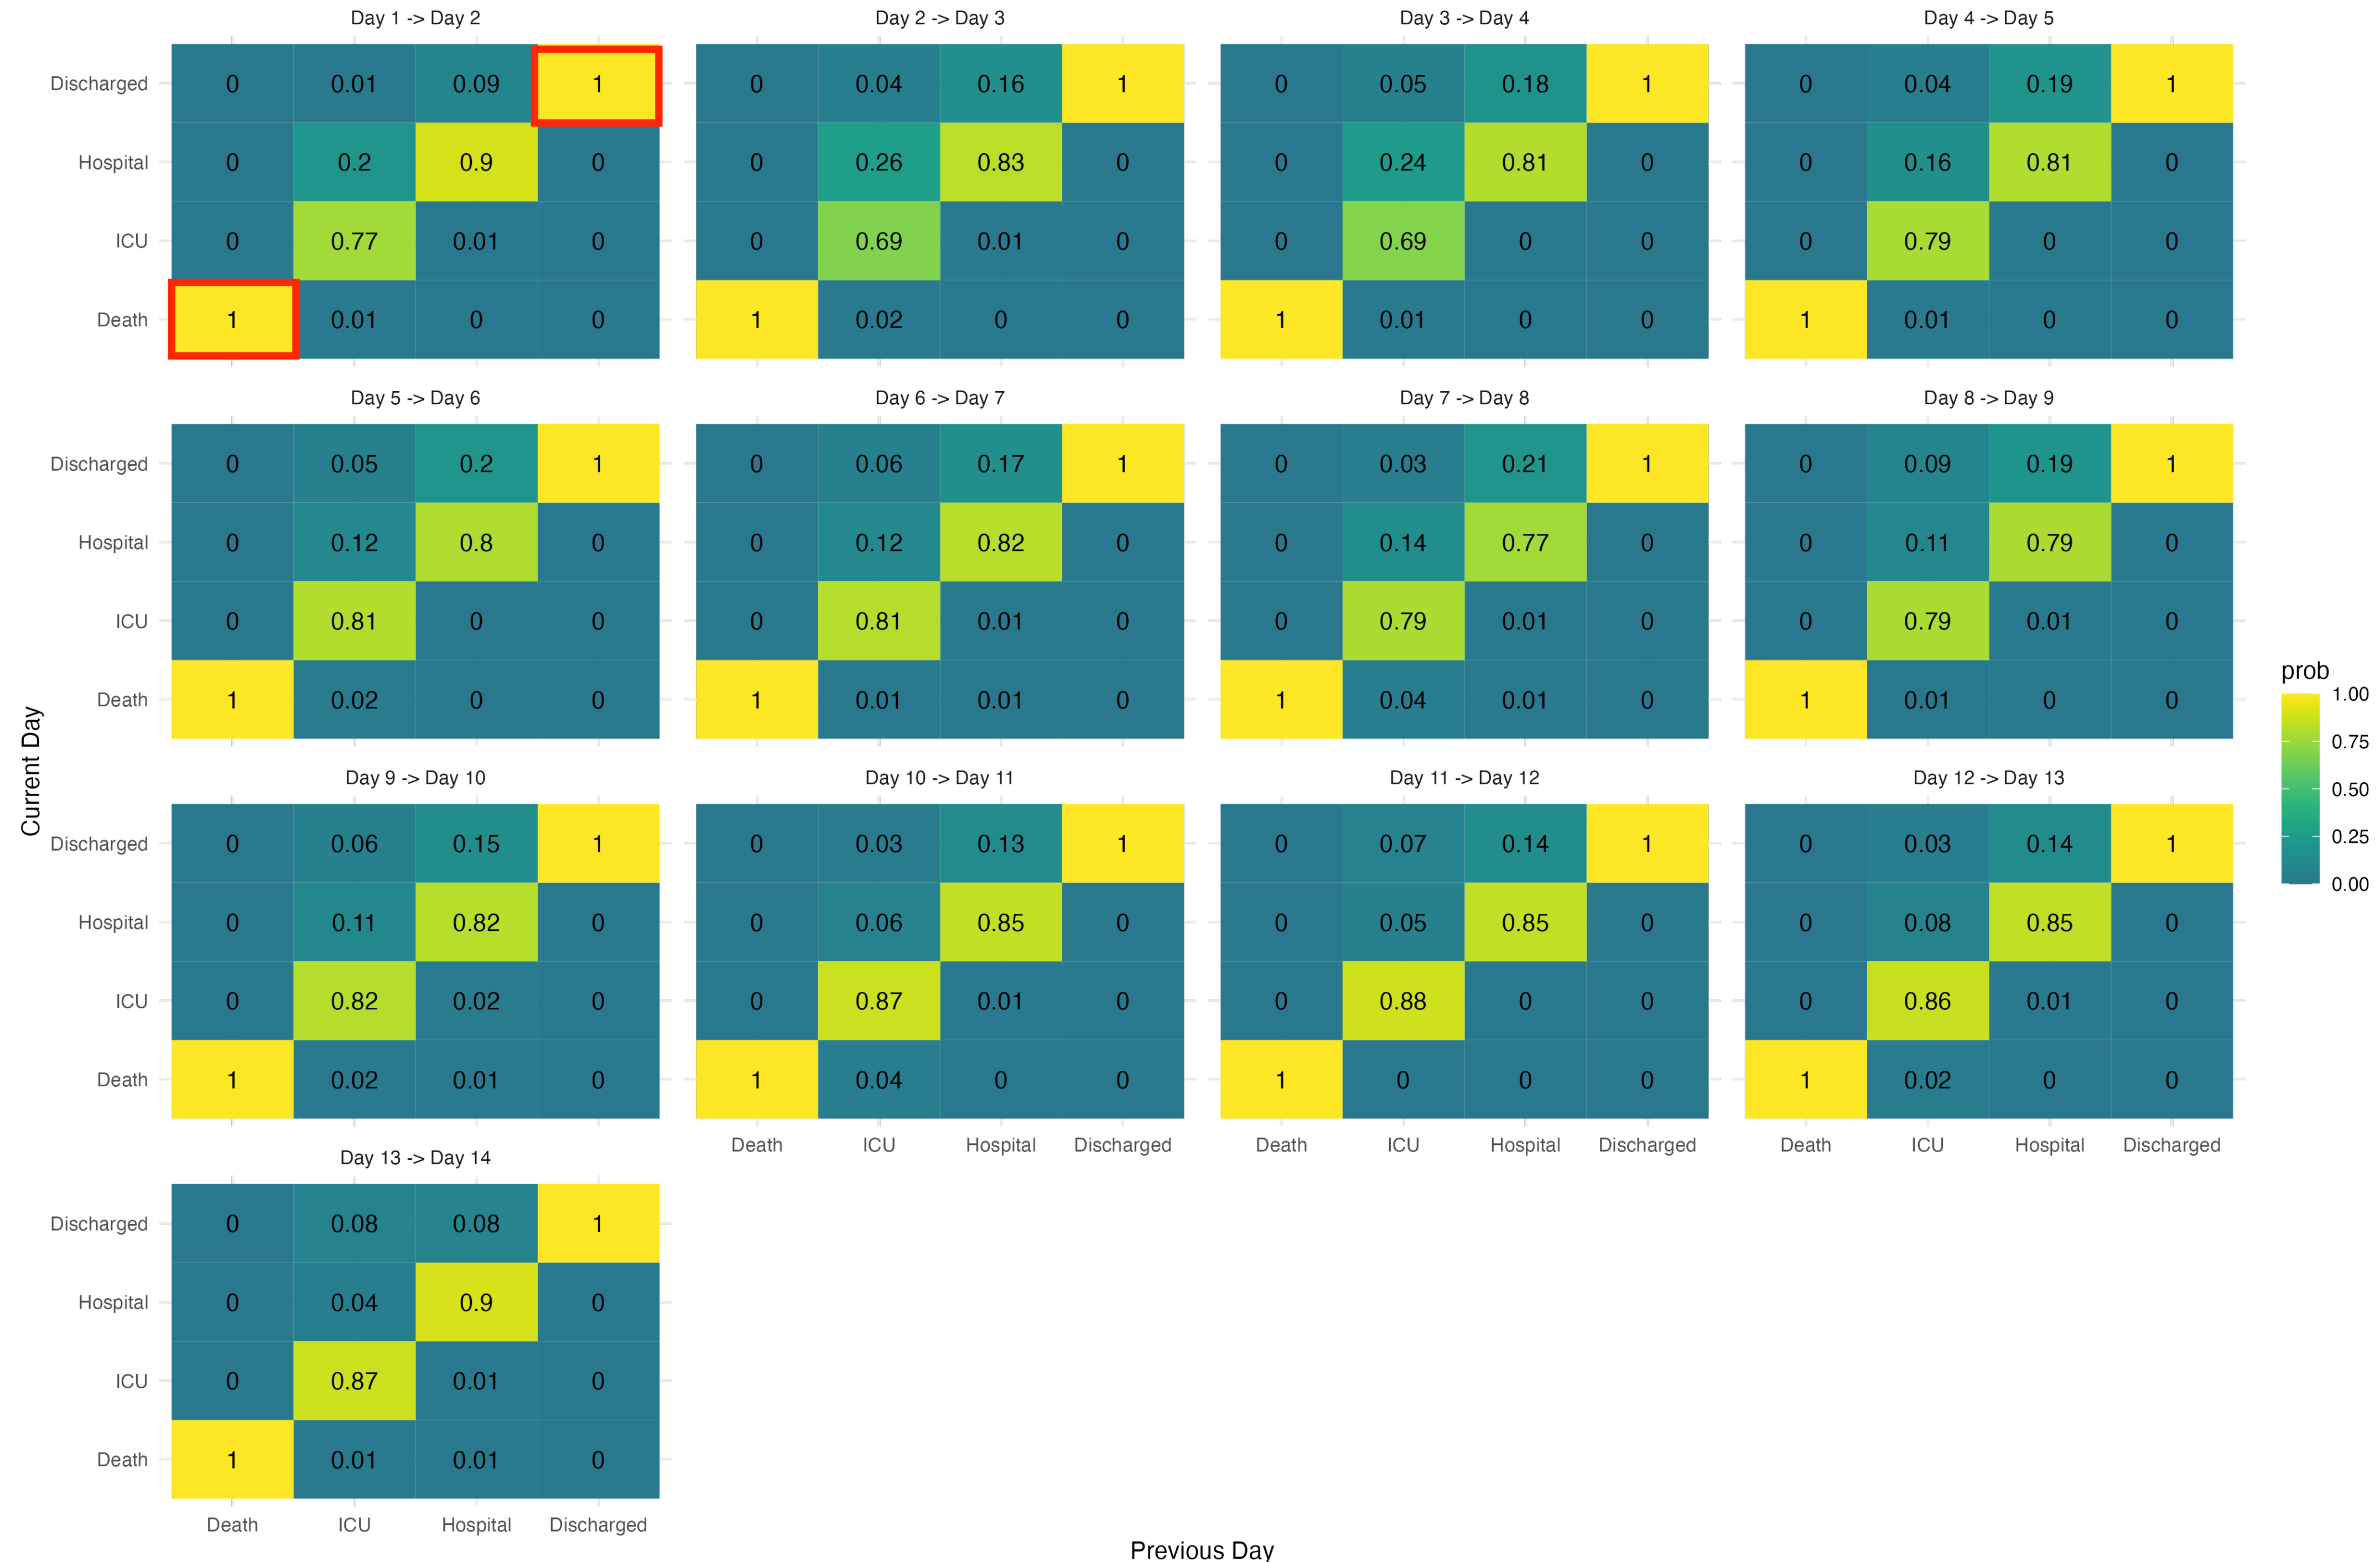 Day 1 -> Day 2 Day 2 -> Day 3 Day 3 -> Day 4 Day 4 -> Day 5
Discharged 0 0.01 0.09 1 0 0.04 0.16 1 0 0.05 0.18 1 0 0.04 0.19 1
Hospital 0 0.2 0.9 0 0 0.26 0.83 0 0 0.24 0.81 0 0 0.16 0.81 0
ICU 0 0.77 0.01 0 0 0.69 0.01 0 0 0.69 0 0 0 0.79 0 0
Death 1 0.01 0 0 1 0.02 0 0 1 0.01 0 0 1 0.01 0 0
Day 5 -> Day 6 Day 6 -> Day 7 Day 7 -> Day 8 Day 8 -> Day 9
Discharged 0 0.05 0.2 1 0 0.06 0.17 1 0 0.03 0.21 1 0 0.09 0.19 1
Hospital 0 0.12 0.8 0 0 0.12 0.82 0 0 0.14 0.77 0 0 0.11 0.79 0
ICU 0 0.81 0 0 0 0.81 0.01 0 0 0.79 0.01 0 0 0.79 0.01 0
Death 1 0.02 0 0 1 0.01 0.01 0 1 0.04 0.01 0 1 0.01 0 0
Day 9 -> Day 10 Day 10 -> Day 11 Day 11 -> Day 12 Day 12 -> Day 13
Discharged 0 0.06 0.15 1 0 0.03 0.13 1 0 0.07 0.14 1 0 0.03 0.14 1
Hospital 0 0.11 0.82 0 0 0.06 0.85 0 0 0.05 0.85 0 0 0.08 0.85 0
ICU 0 0.82 0.02 0 0 0.87 0.01 0 0 0.88 0 0 0 0.86 0.01 0
Death 1 0.02 0.01 0 1 0.04 0 0 1 0 0 0 1 0.02 0 0
Death ICU Hospital Discharged Death ICU Hospital Discharged Death ICU Hospital Discharged
Day 13 -> Day 14
Discharged 0 0.08 0.08 1
Hospital 0 0.04 0.9 0
ICU 0 0.87 0.01 0
Death 1 0.01 0.01 0
Death ICU Hospital Discharged
Previous Day
Current Day
prob
1.00
0.75
0.50
0.25
0.00